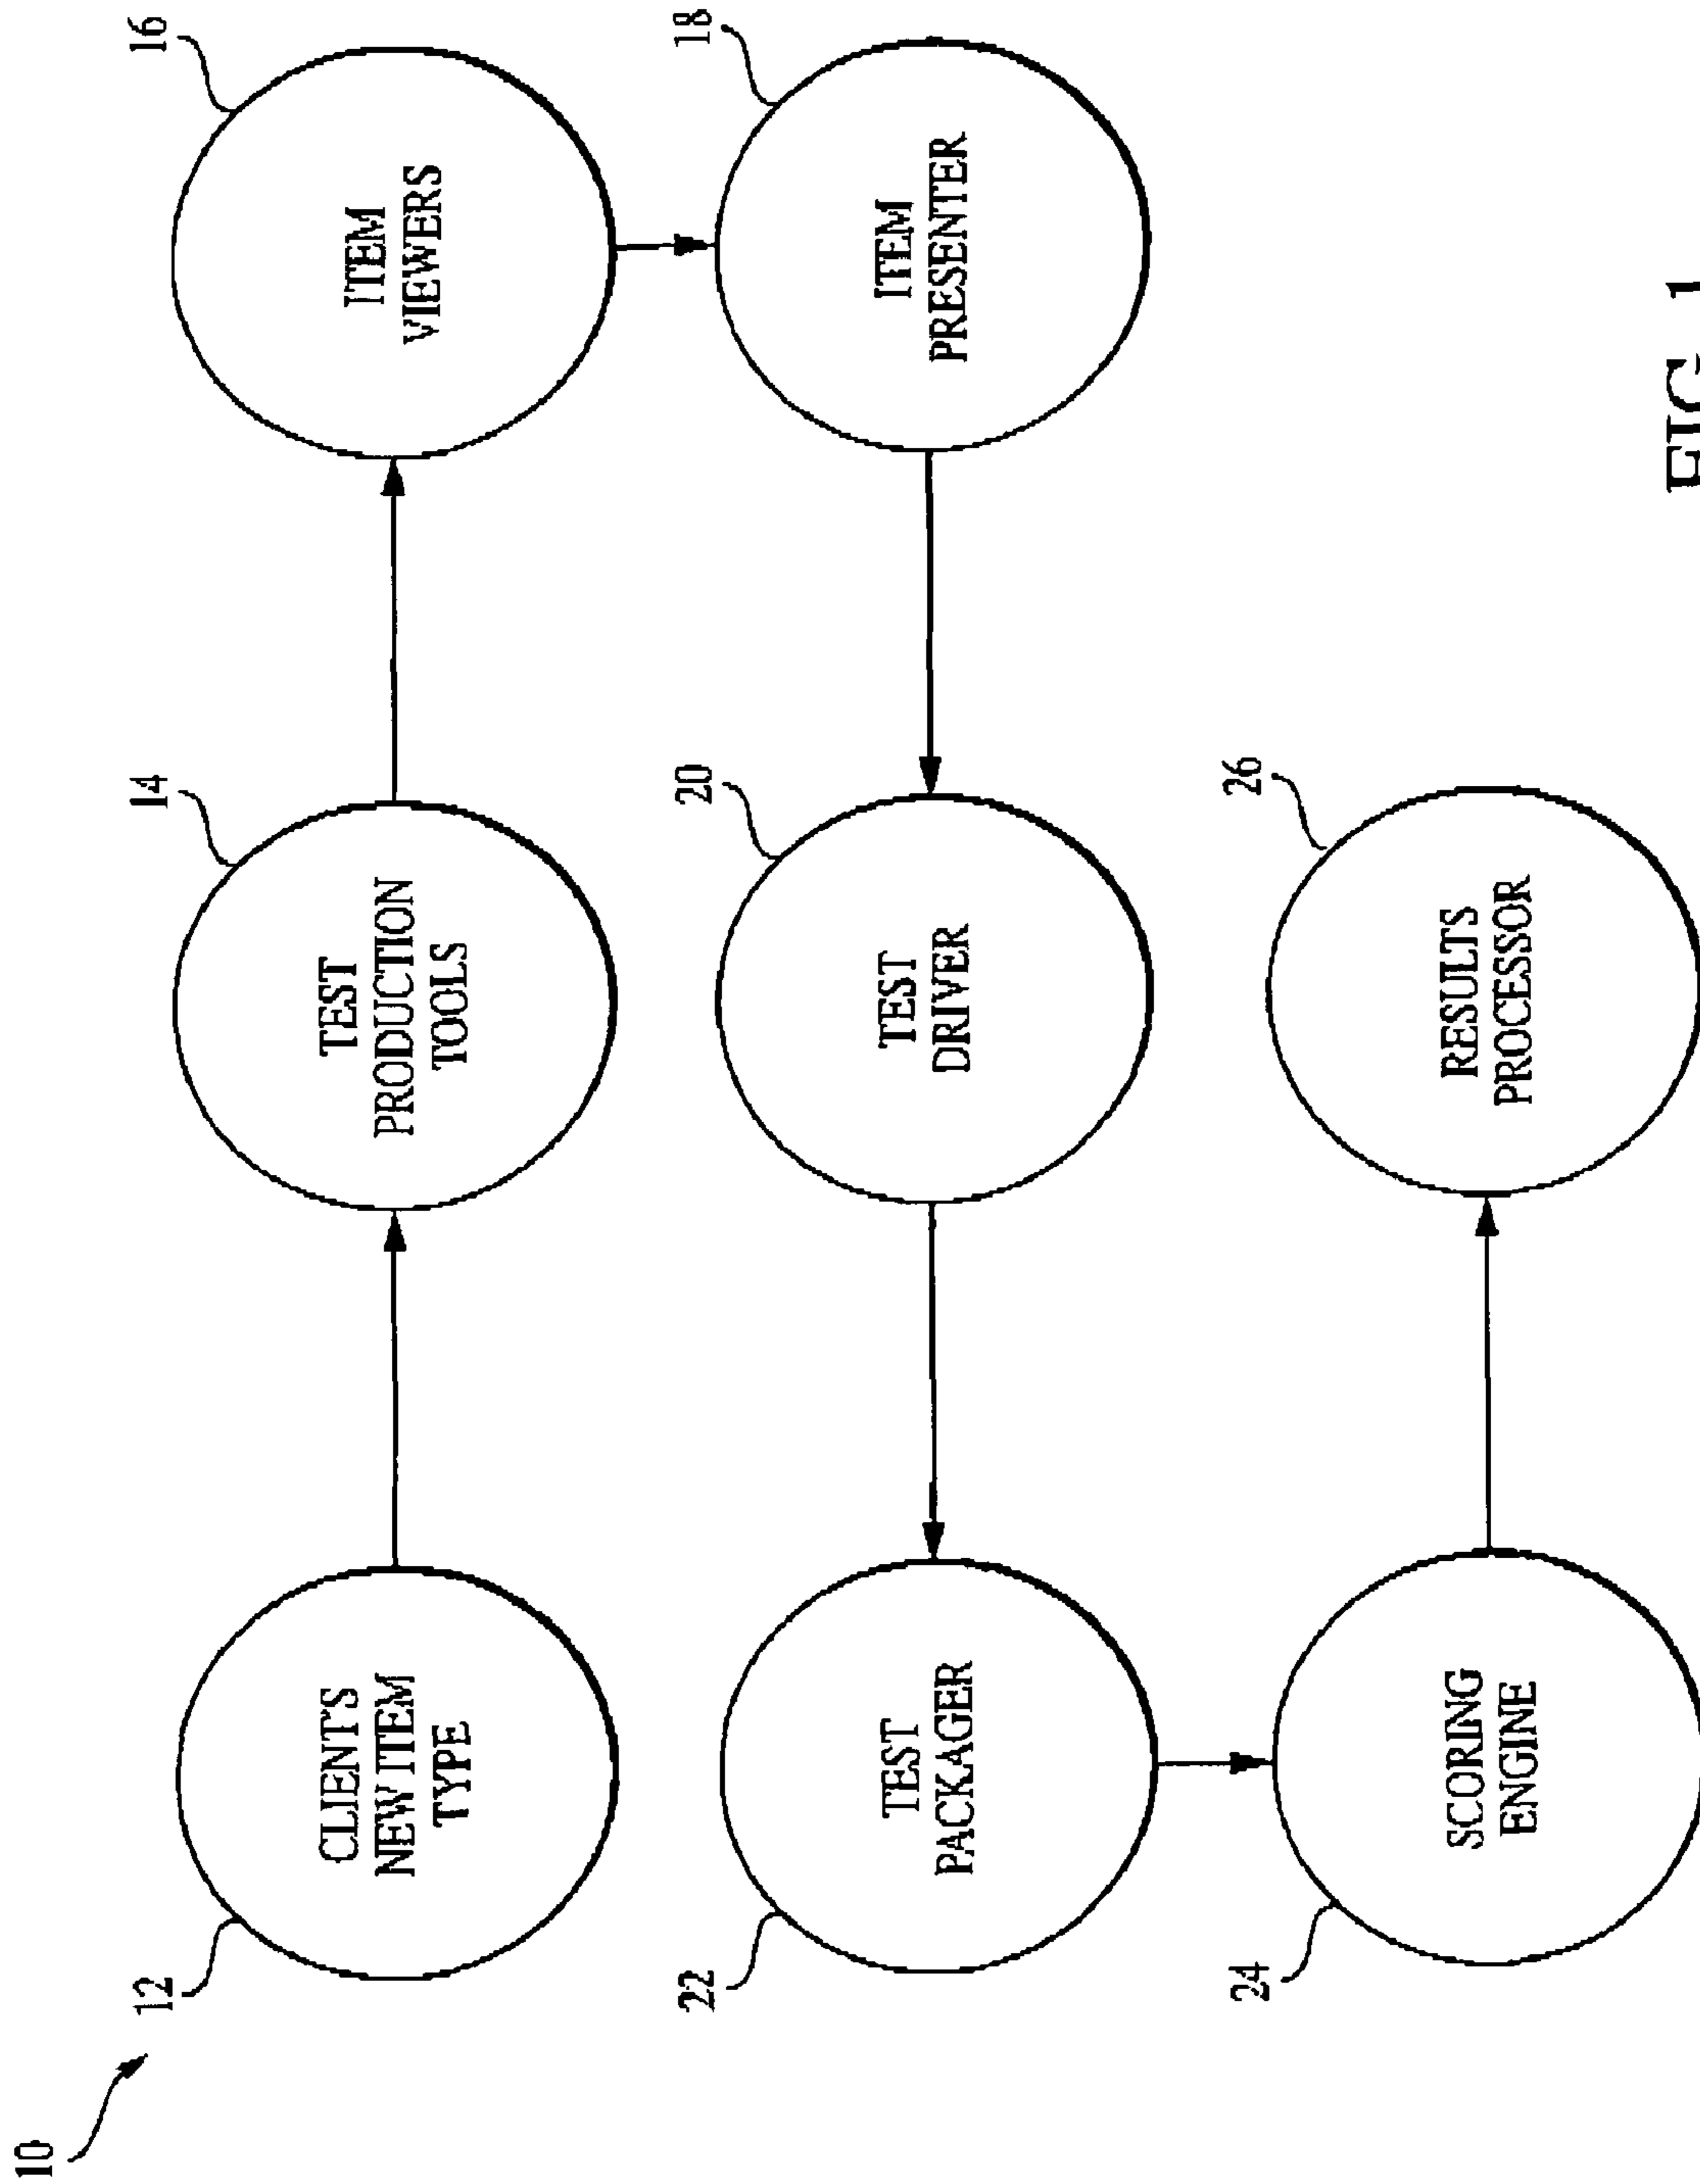 10
12
CLIENT'S
NEW ITEM
TYPE
14
TEST
PRODUCTION
TOOLS
16
ITEM
VIEWERS
18
ITEM
PRESENTER
20
TEST
DRIVER
22
TEST
PACKAGER
24
SCORING
ENGINE
26
RESULTS
PROCESSOR
FIG. 1